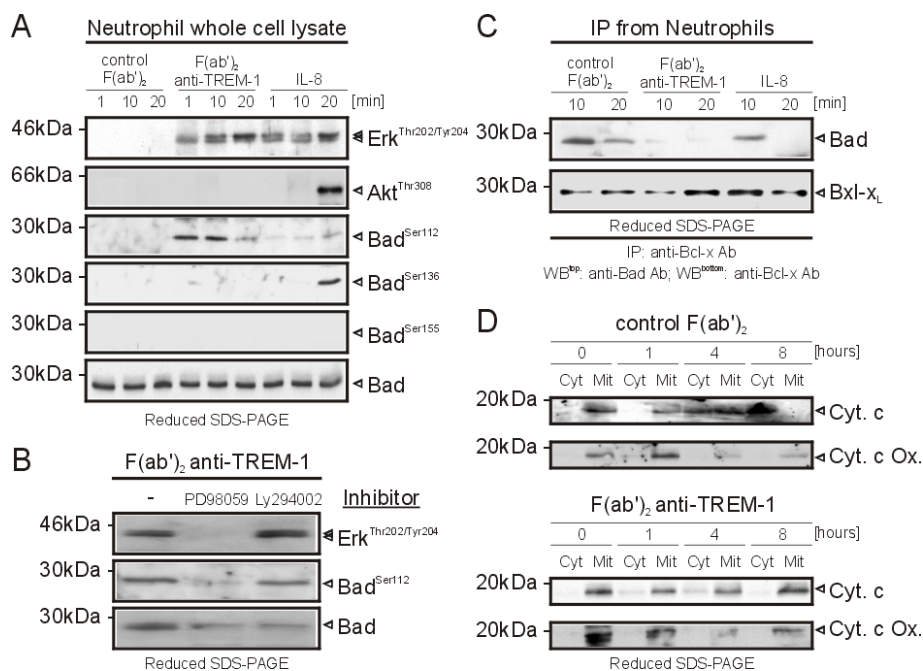 A
Neutrophil whole cell lysate
control F(ab')2
F(ab')2 anti-TREM-1
IL-8
1 10 20 1 10 20 1 10 20 [min]
46kDa
Erk Thr202/Tyr204
66kDa
Akt Thr308
30kDa
Bad Ser112
30kDa
Bad Ser136
30kDa
Bad Ser155
30kDa
Bad
Reduced SDS-PAGE
B
F(ab')2 anti-TREM-1
- PD98059 Ly294002 Inhibitor
46kDa
Erk Thr202/Tyr204
30kDa
Bad Ser112
30kDa
Bad
Reduced SDS-PAGE
C
IP from Neutrophils
control F(ab')2
F(ab')2 anti-TREM-1
IL-8
10 20 10 20 10 20 [min]
30kDa
Bad
30kDa
Bxl-xL
Reduced SDS-PAGE
IP: anti-Bcl-x Ab
WB top: anti-Bad Ab; WB bottom: anti-Bcl-x Ab
D
control F(ab')2
0 1 4 8 [hours]
Cyt Mit Cyt Mit Cyt Mit Cyt Mit
20kDa
Cyt. c
20kDa
Cyt. c Ox.
F(ab')2 anti-TREM-1
0 1 4 8 [hours]
Cyt Mit Cyt Mit Cyt Mit Cyt Mit
20kDa
Cyt. c
20kDa
Cyt. c Ox.
Reduced SDS-PAGE